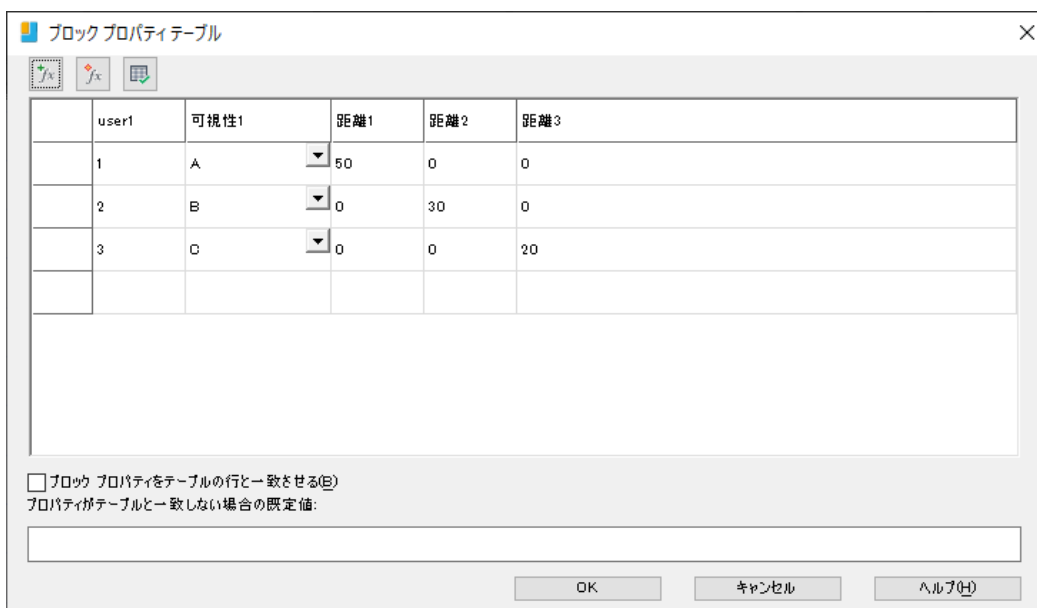 ブロック プロパティ テーブル
fx fx
user1 可視性1 距離1 距離2 距離3
1 A 50 0 0
2 B 0 30 0
3 C 0 0 20
ブロック プロパティをテーブルの行と一致させる(B)
プロパティがテーブルと一致しない場合の既定値:
OK キャンセル ヘルプ(H)